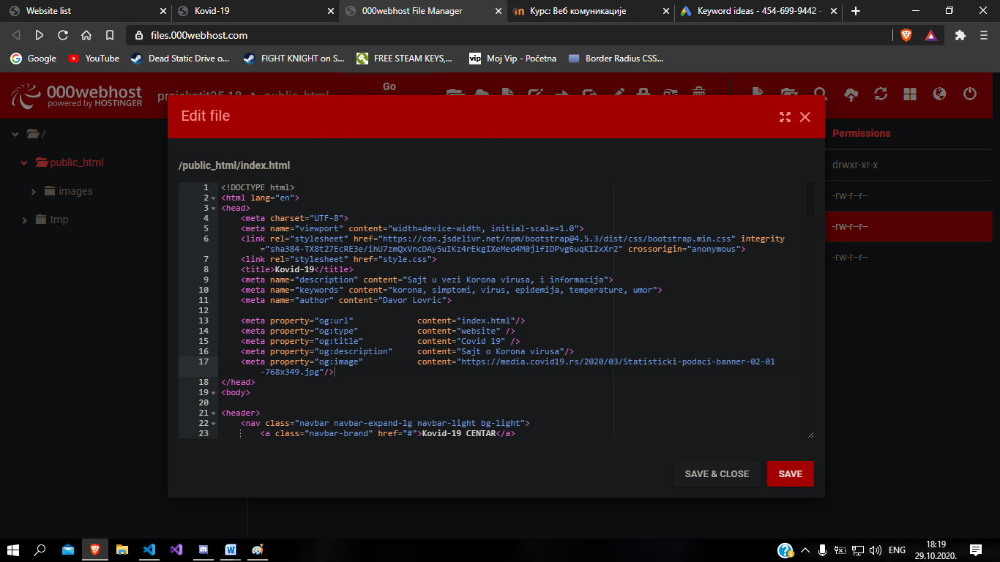 Website list
Kovid-19
000webhost File Manager
Курс: Веб комуникације
Keyword ideas - 454-699-9442 -
files.000webhost.com
Google
YouTube
Dead Static Drive o...
FIGHT KNIGHT on S...
FREE STEAM KEYS,...
vip
Moj Vip - Početna
Border Radius CSS...
000webhost
powered by HOSTINGER
Go
Edit file
/
public_html
images
tmp
Permissions
drwxr-xr-x
-rw-r--r--
-rw-r--r--
-rw-r--r--
/public_html/index.html
1 <!DOCTYPE html>
2 <html lang="en">
3 <head>
4 <meta charset="UTF-8">
5 <meta name="viewport" content="width=device-width, initial-scale=1.0">
6 <link rel="stylesheet" href="https://cdn.jsdelivr.net/npm/bootstrap@4.5.3/dist/css/bootstrap.min.css" integrity
="sha384-TX8t27EcRE3e/ihU7zmQxVncDAy5uIKz4rEkgIXeMed4M0jlfIDPvg6uqKI2xXr2" crossorigin="anonymous">
7 <link rel="stylesheet" href="style.css">
8 <title>Kovid-19</title>
9 <meta name="description" content="Sajt u vezi Korona virusa, i informacija">
10 <meta name="keywords" content="korona, simptomi, virus, epidemija, temperature, umor">
11 <meta name="author" content="Davor Lovric">
12
13 <meta property="og:url" content="index.html"/>
14 <meta property="og:type" content="website" />
15 <meta property="og:title" content="Covid 19" />
16 <meta property="og:description" content="Sajt o Korona virusa"/>
17 <meta property="og:image" content="https://media.covid19.rs/2020/03/Statisticki-podaci-banner-02-01
-768x349.jpg"/>
18 </head>
19 <body>
20
21 <header>
22 <nav class="navbar navbar-expand-lg navbar-light bg-light">
23 <a class="navbar-brand" href="#">Kovid-19 CENTAR</a>
SAVE & CLOSE
SAVE
ENG
18:19
29.10.2020.